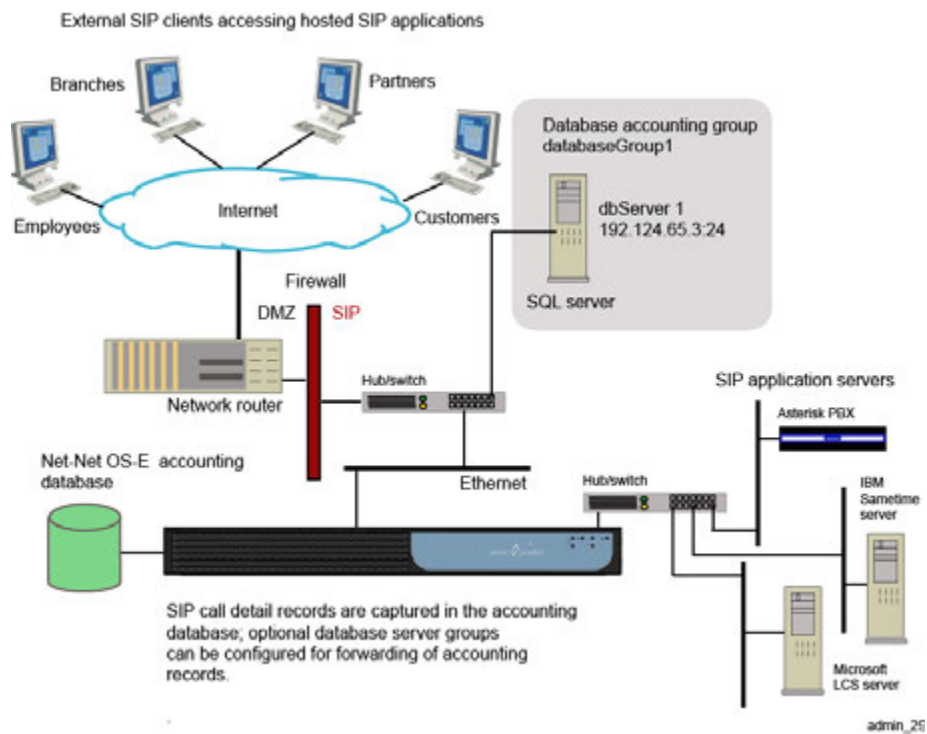 External SIP clients accessing hosted SIP applications
Branches
Partners
Employees
Internet
Customers
Database accounting group
databaseGroup1
dbServer 1
192.124.65.3:24
SQL server
Firewall
DMZ
SIP
Network router
Hub/switch
SIP application servers
Asterisk PBX
Net-Net OS-E accounting
database
Ethernet
Hub/switch
IBM
Sametime
server
SIP call detail records are captured in the accounting
database; optional database server groups
can be configured for forwarding of accounting
records.
Microsoft
LCS server
admin_29